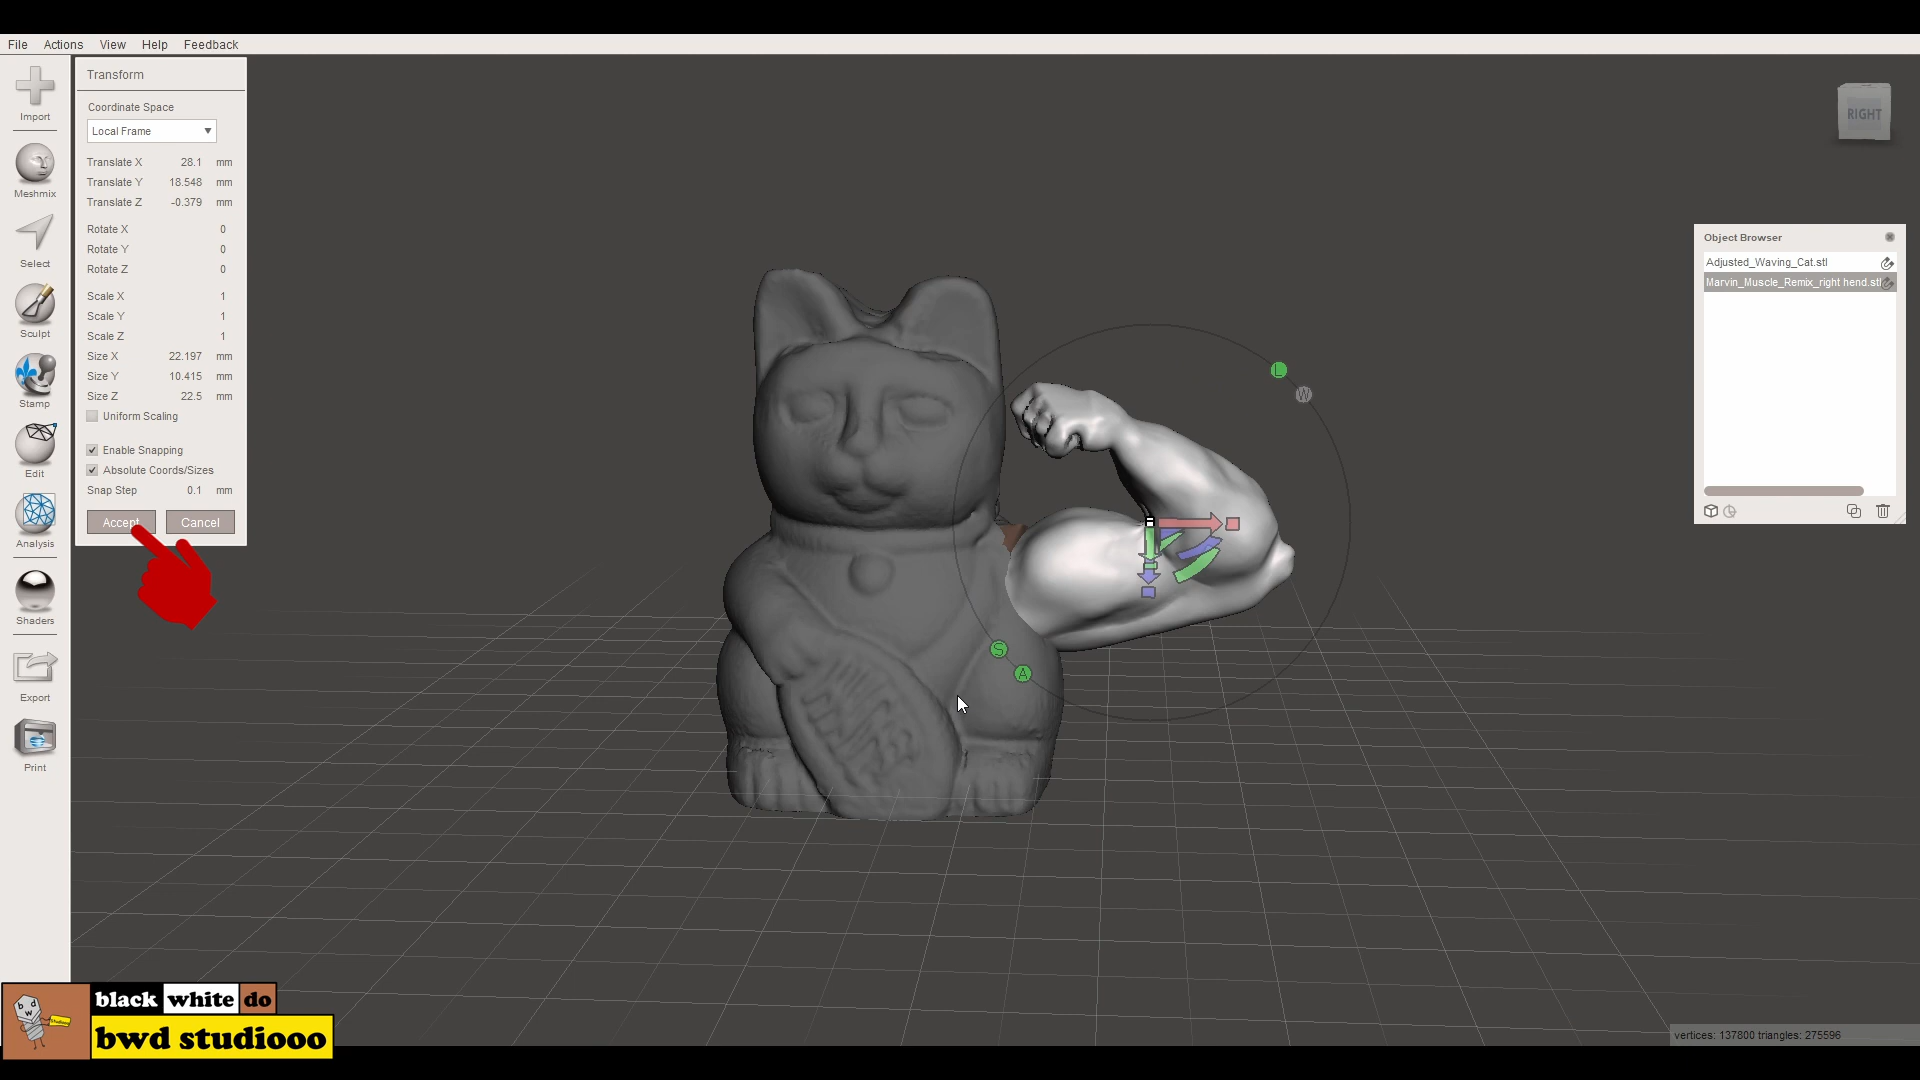 File Actions View Help Feedback
Import
Meshmix
Select
Sculpt
Stamp
Edit
Analysis
Shaders
Export
Print
Transform
Coordinate Space
Local Frame
Translate X 28.1 mm
Translate Y 18.548 mm
Translate Z -0.379 mm
Rotate X 0
Rotate Y 0
Rotate Z 0
Scale X 1
Scale Y 1
Scale Z 1
Size X 22.197 mm
Size Y 10.415 mm
Size Z 22.5 mm
Uniform Scaling
Enable Snapping
Absolute Coords/Sizes
Snap Step 0.1 mm
Accept Cancel
RIGHT
Object Browser
Adjusted_Waving_Cat.stl
Marvin_Muscle_Remix_right hend.stl
L
W
S
A
black white do
bwd studiooo
b d
w
vertices: 137800 triangles: 275596